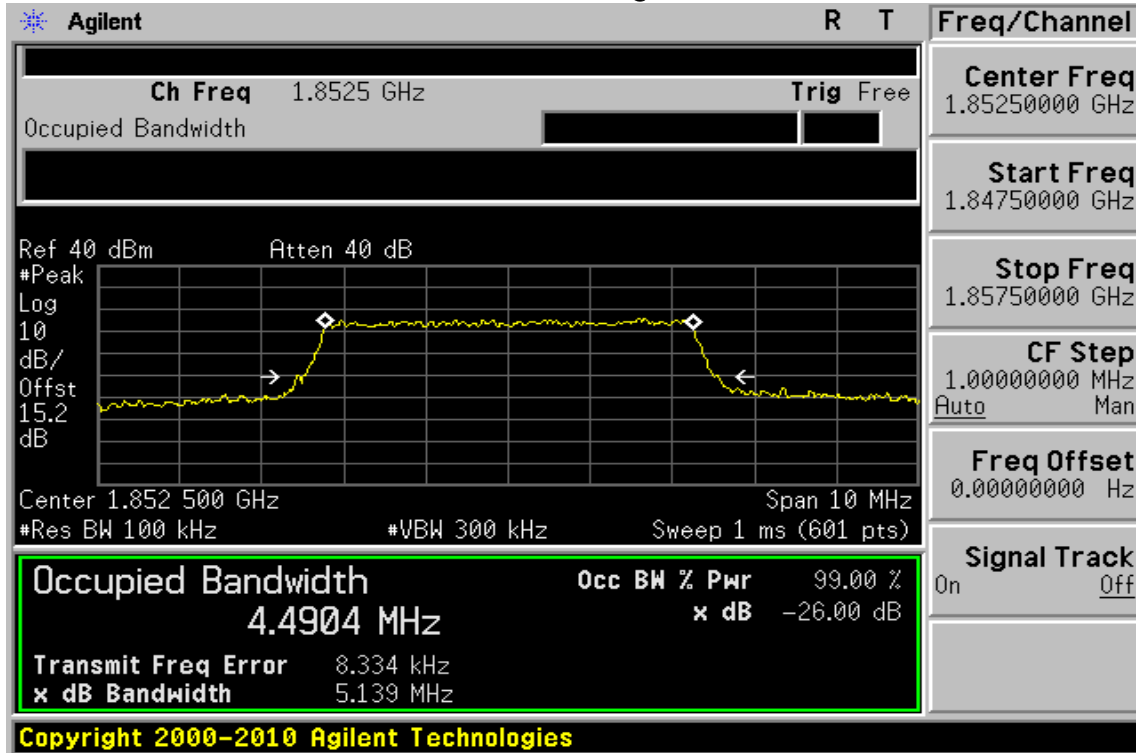 Agilent R T
Freq/Channel
Ch Freq 1.8525 GHz Trig Free
Occupied Bandwidth
Center Freq
1.85250000 GHz
Start Freq
1.84750000 GHz
Stop Freq
1.85750000 GHz
CF Step
1.00000000 MHz
Auto Man
Freq Offset
0.00000000 Hz
Signal Track
On Off
Ref 40 dBm Atten 40 dB
#Peak
Log
10
dB/
Offst
15.2
dB
Center 1.852 500 GHz Span 10 MHz
#Res BW 100 kHz #VBW 300 kHz Sweep 1 ms (601 pts)
Occupied Bandwidth Occ BW % Pwr 99.00 %
4.4904 MHz x dB -26.00 dB
Transmit Freq Error 8.334 kHz
x dB Bandwidth 5.139 MHz
Copyright 2000-2010 Agilent Technologies